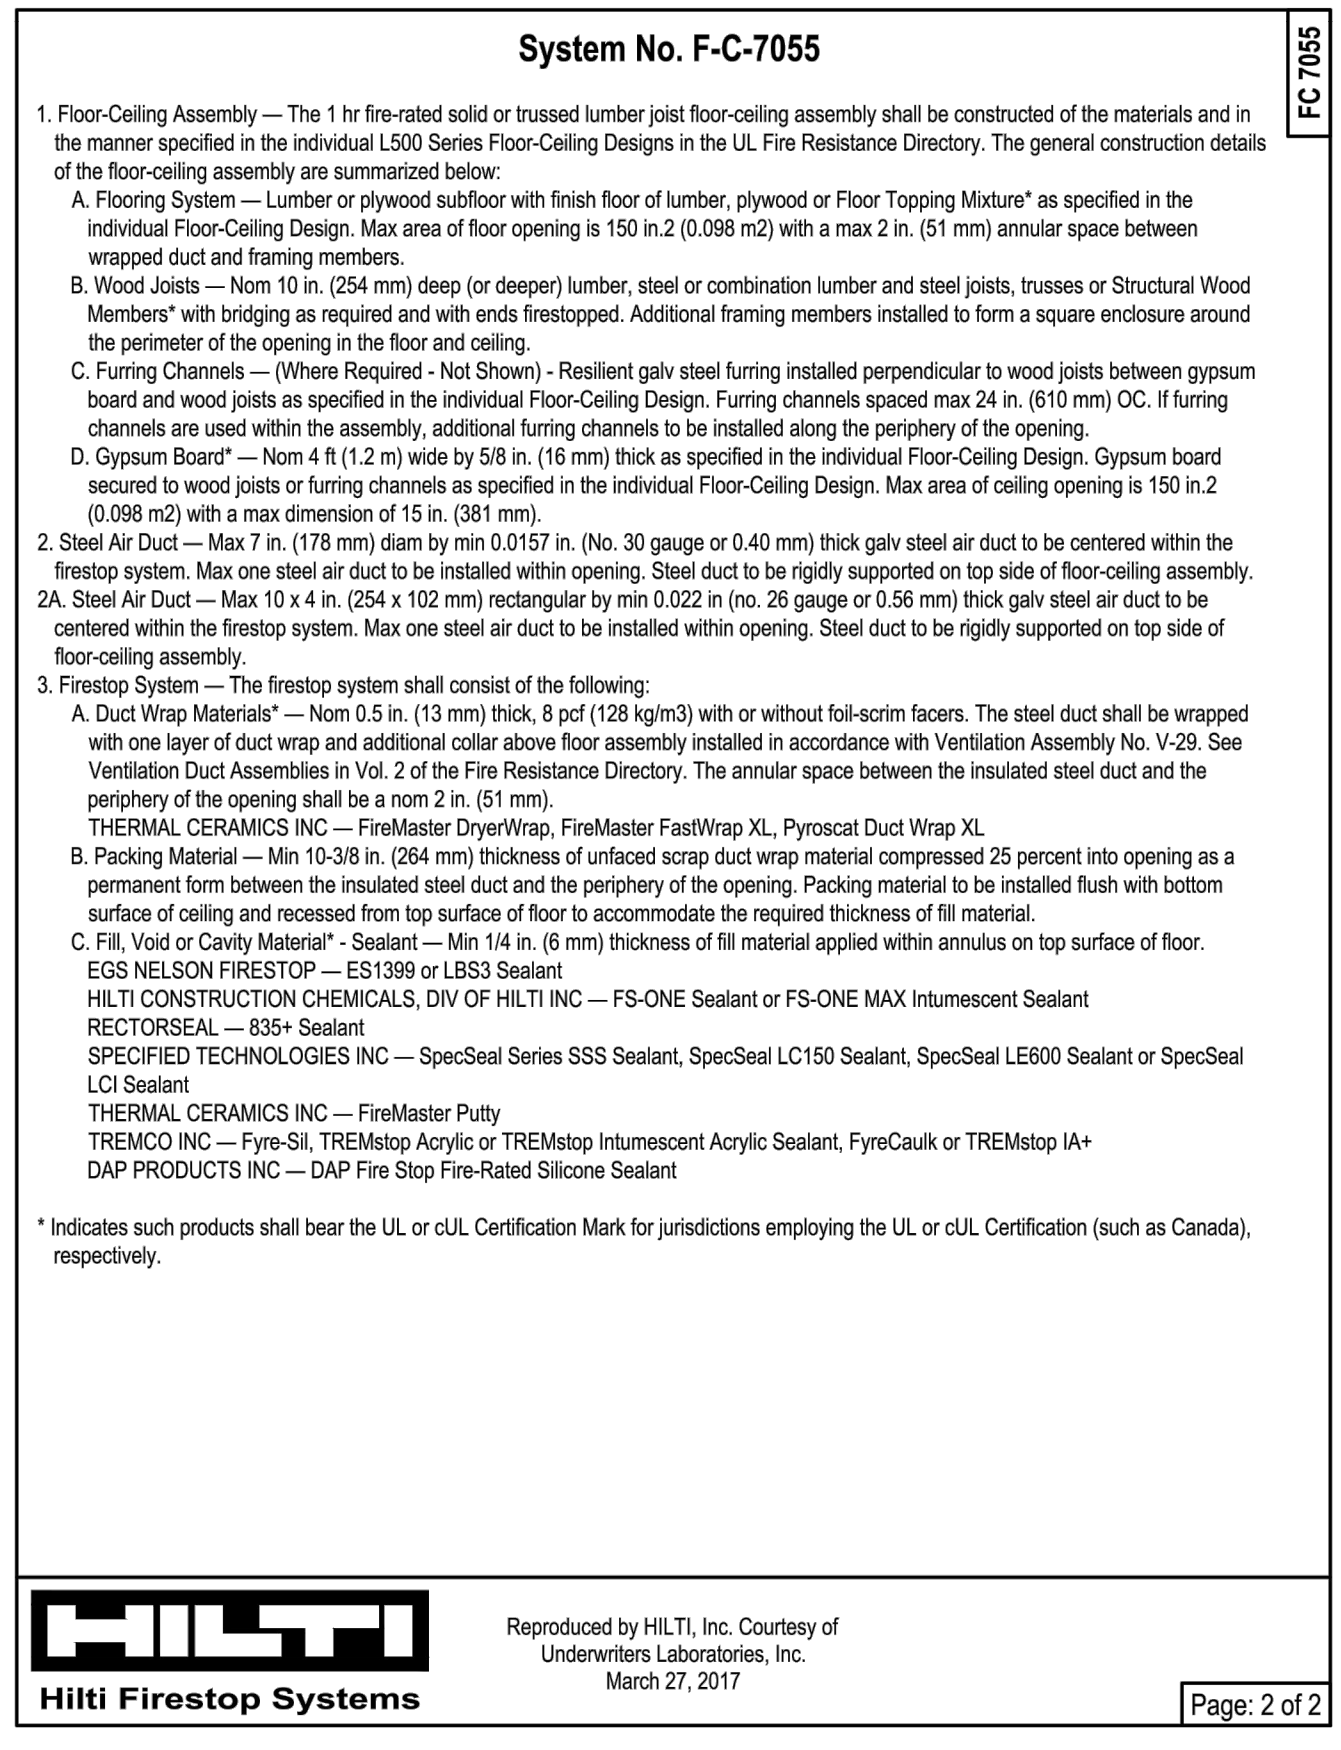 System No. F-C-7055
FC 7055
1. Floor-Ceiling Assembly — The 1 hr fire-rated solid or trussed lumber joist floor-ceiling assembly shall be constructed of the materials and in
the manner specified in the individual L500 Series Floor-Ceiling Designs in the UL Fire Resistance Directory. The general construction details
of the floor-ceiling assembly are summarized below:
A. Flooring System — Lumber or plywood subfloor with finish floor of lumber, plywood or Floor Topping Mixture* as specified in the
individual Floor-Ceiling Design. Max area of floor opening is 150 in.2 (0.098 m2) with a max 2 in. (51 mm) annular space between
wrapped duct and framing members.
B. Wood Joists — Nom 10 in. (254 mm) deep (or deeper) lumber, steel or combination lumber and steel joists, trusses or Structural Wood
Members* with bridging as required and with ends firestopped. Additional framing members installed to form a square enclosure around
the perimeter of the opening in the floor and ceiling.
C. Furring Channels — (Where Required - Not Shown) - Resilient galv steel furring installed perpendicular to wood joists between gypsum
board and wood joists as specified in the individual Floor-Ceiling Design. Furring channels spaced max 24 in. (610 mm) OC. If furring
channels are used within the assembly, additional furring channels to be installed along the periphery of the opening.
D. Gypsum Board* — Nom 4 ft (1.2 m) wide by 5/8 in. (16 mm) thick as specified in the individual Floor-Ceiling Design. Gypsum board
secured to wood joists or furring channels as specified in the individual Floor-Ceiling Design. Max area of ceiling opening is 150 in.2
(0.098 m2) with a max dimension of 15 in. (381 mm).
2. Steel Air Duct — Max 7 in. (178 mm) diam by min 0.0157 in. (No. 30 gauge or 0.40 mm) thick galv steel air duct to be centered within the
firestop system. Max one steel air duct to be installed within opening. Steel duct to be rigidly supported on top side of floor-ceiling assembly.
2A. Steel Air Duct — Max 10 x 4 in. (254 x 102 mm) rectangular by min 0.022 in (no. 26 gauge or 0.56 mm) thick galv steel air duct to be
centered within the firestop system. Max one steel air duct to be installed within opening. Steel duct to be rigidly supported on top side of
floor-ceiling assembly.
3. Firestop System — The firestop system shall consist of the following:
A. Duct Wrap Materials* — Nom 0.5 in. (13 mm) thick, 8 pcf (128 kg/m3) with or without foil-scrim facers. The steel duct shall be wrapped
with one layer of duct wrap and additional collar above floor assembly installed in accordance with Ventilation Assembly No. V-29. See
Ventilation Duct Assemblies in Vol. 2 of the Fire Resistance Directory. The annular space between the insulated steel duct and the
periphery of the opening shall be a nom 2 in. (51 mm).
THERMAL CERAMICS INC — FireMaster DryerWrap, FireMaster FastWrap XL, Pyroscat Duct Wrap XL
B. Packing Material — Min 10-3/8 in. (264 mm) thickness of unfaced scrap duct wrap material compressed 25 percent into opening as a
permanent form between the insulated steel duct and the periphery of the opening. Packing material to be installed flush with bottom
surface of ceiling and recessed from top surface of floor to accommodate the required thickness of fill material.
C. Fill, Void or Cavity Material* - Sealant — Min 1/4 in. (6 mm) thickness of fill material applied within annulus on top surface of floor.
EGS NELSON FIRESTOP — ES1399 or LBS3 Sealant
HILTI CONSTRUCTION CHEMICALS, DIV OF HILTI INC — FS-ONE Sealant or FS-ONE MAX Intumescent Sealant
RECTORSEAL — 835+ Sealant
SPECIFIED TECHNOLOGIES INC — SpecSeal Series SSS Sealant, SpecSeal LC150 Sealant, SpecSeal LE600 Sealant or SpecSeal
LCI Sealant
THERMAL CERAMICS INC — FireMaster Putty
TREMCO INC — Fyre-Sil, TREMstop Acrylic or TREMstop Intumescent Acrylic Sealant, FyreCaulk or TREMstop IA+
DAP PRODUCTS INC — DAP Fire Stop Fire-Rated Silicone Sealant
* Indicates such products shall bear the UL or cUL Certification Mark for jurisdictions employing the UL or cUL Certification (such as Canada),
respectively.
HILTI
Hilti Firestop Systems
Reproduced by HILTI, Inc. Courtesy of
Underwriters Laboratories, Inc.
March 27, 2017
Page: 2 of 2